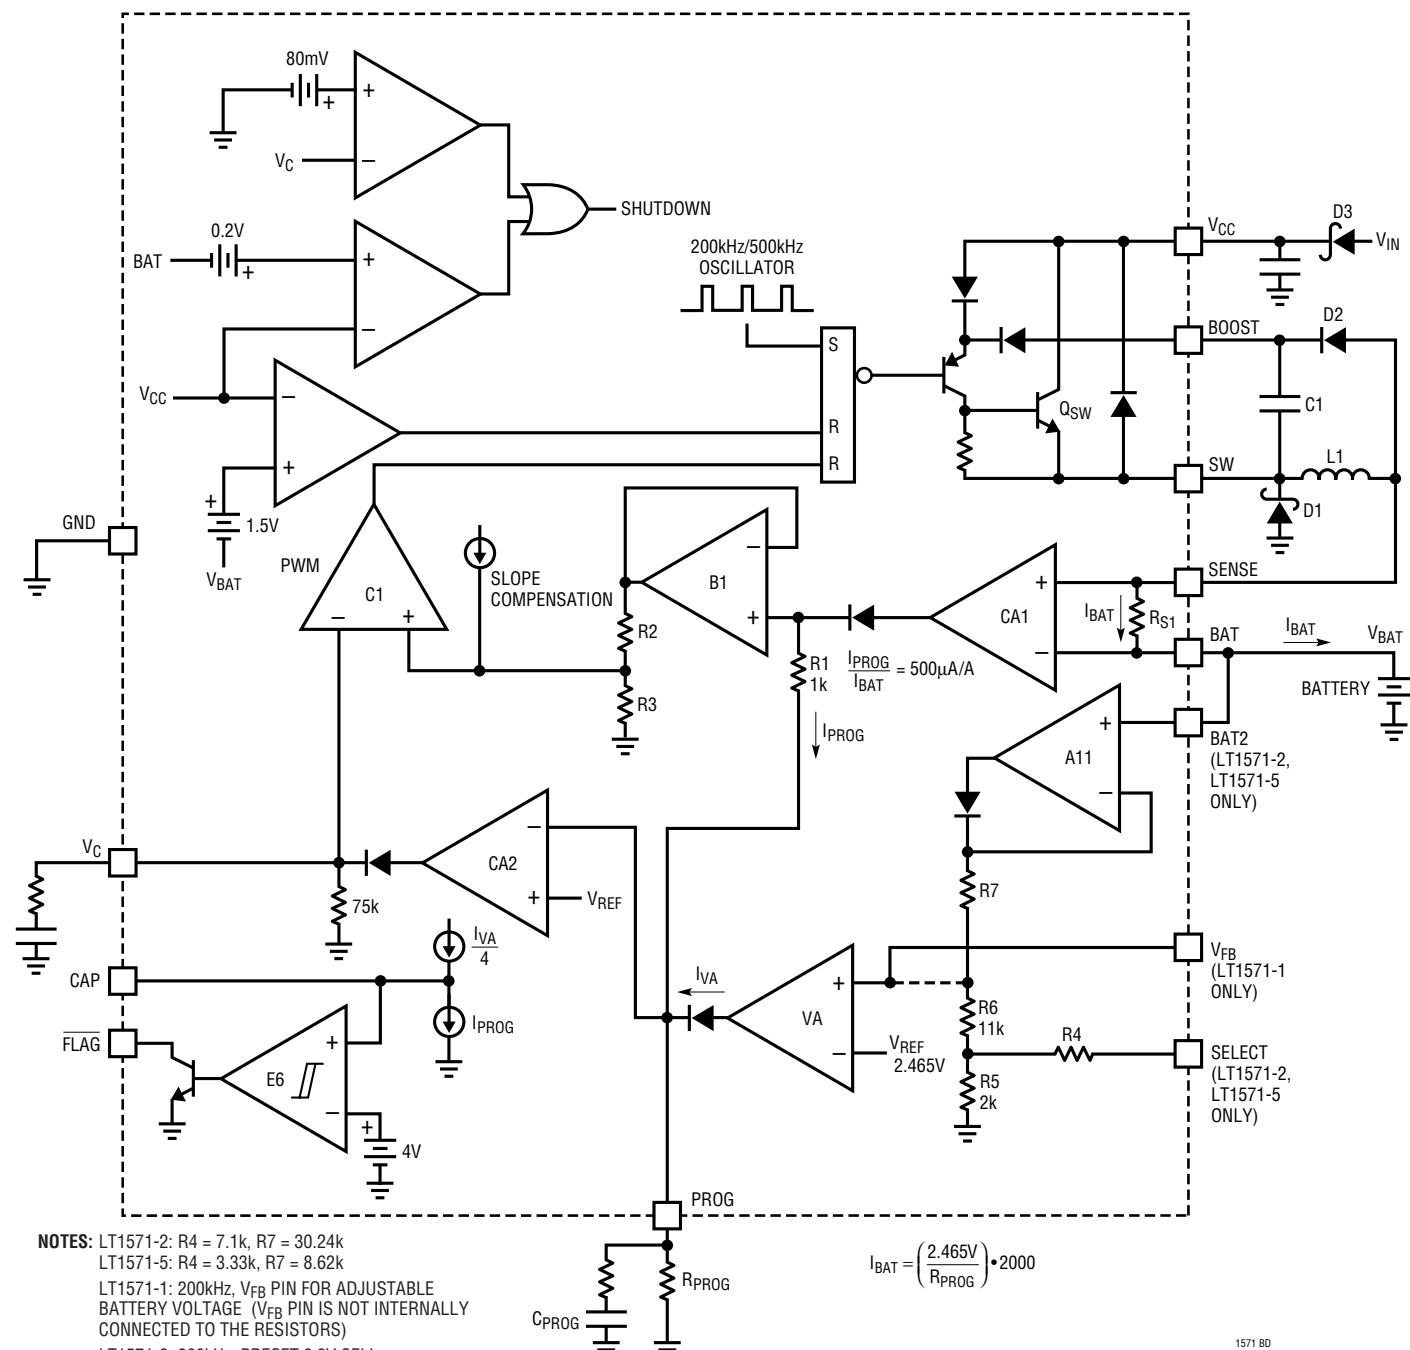 80mV
+
+
VC
–
SHUTDOWN
0.2V
BAT
+
+
–
200kHz/500kHz
OSCILLATOR
VCC
–
+
+
1.5V
VBAT
S
R
R
QSW
VCC
D3
VIN
BOOST
D2
C1
SW
L1
D1
GND
PWM
C1
–
+
SLOPE
COMPENSATION
B1
–
+
R2
R3
R1
1k
IPROG
IPROG
IBAT
= 500µA/A
CA1
+
–
IBAT
RS1
SENSE
BAT
IBAT
VBAT
BATTERY
A11
+
–
BAT2
(LT1571-2,
LT1571-5
ONLY)
VC
75k
CA2
–
+
VREF
R7
CAP
IVA
4
IPROG
FLAG
E6
+
–
+
4V
IVA
VA
+
–
VREF
2.465V
R6
11k
R5
2k
R4
VFB
(LT1571-1
ONLY)
SELECT
(LT1571-2,
LT1571-5
ONLY)
PROG
RPROG
CPROG
IBAT = (2.465V / RPROG) • 2000
NOTES: LT1571-2: R4 = 7.1k, R7 = 30.24k
LT1571-5: R4 = 3.33k, R7 = 8.62k
LT1571-1: 200kHz, VFB PIN FOR ADJUSTABLE
BATTERY VOLTAGE (VFB PIN IS NOT INTERNALLY
CONNECTED TO THE RESISTORS)
1571 BD